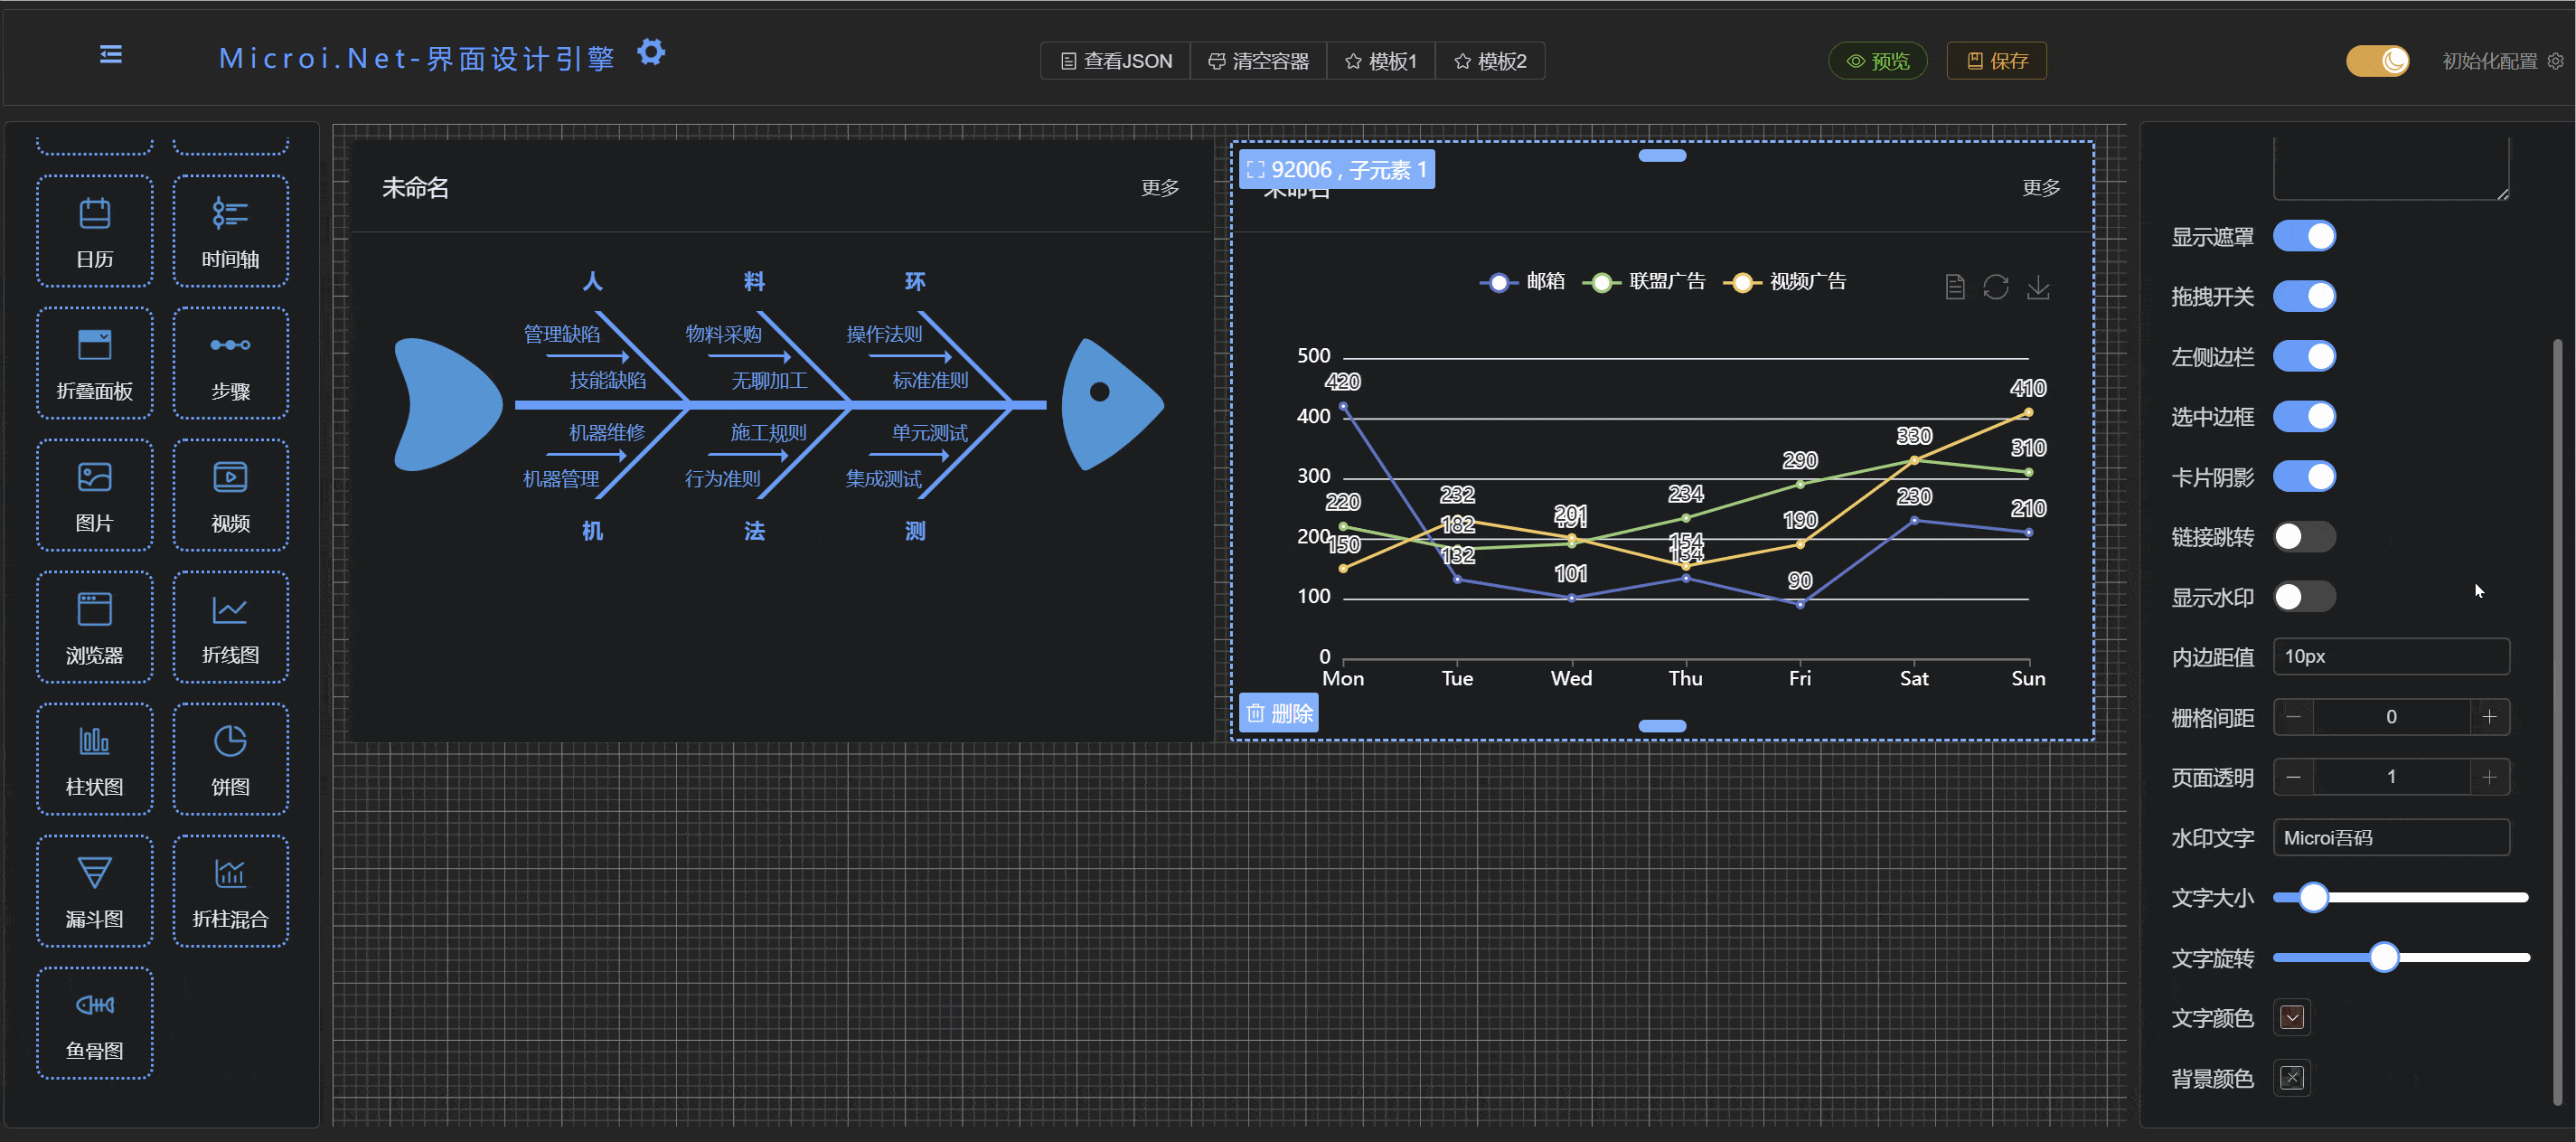 Microi.Net-界面设计引擎
查看JSON
清空容器
模板1
模板2
预览
保存
初始化配置
日历
时间轴
折叠面板
步骤
图片
视频
浏览器
折线图
柱状图
饼图
漏斗图
折柱混合
鱼骨图
未命名
更多
人
料
环
管理缺陷
物料采购
操作法则
技能缺陷
无聊加工
标准准则
机器维修
施工规则
单元测试
机器管理
行为准则
集成测试
机
法
测
92006 , 子元素 1
未命名
更多
邮箱
联盟广告
视频广告
500
400
300
200
100
0
420
132
101
134
90
230
210
220
182
191
234
290
330
310
150
232
201
154
190
330
410
Mon
Tue
Wed
Thu
Fri
Sat
Sun
删除
显示遮罩
拖拽开关
左侧边栏
选中边框
卡片阴影
链接跳转
显示水印
内边距值
10px
栅格间距
0
页面透明
1
水印文字
Microi吾码
文字大小
文字旋转
文字颜色
背景颜色